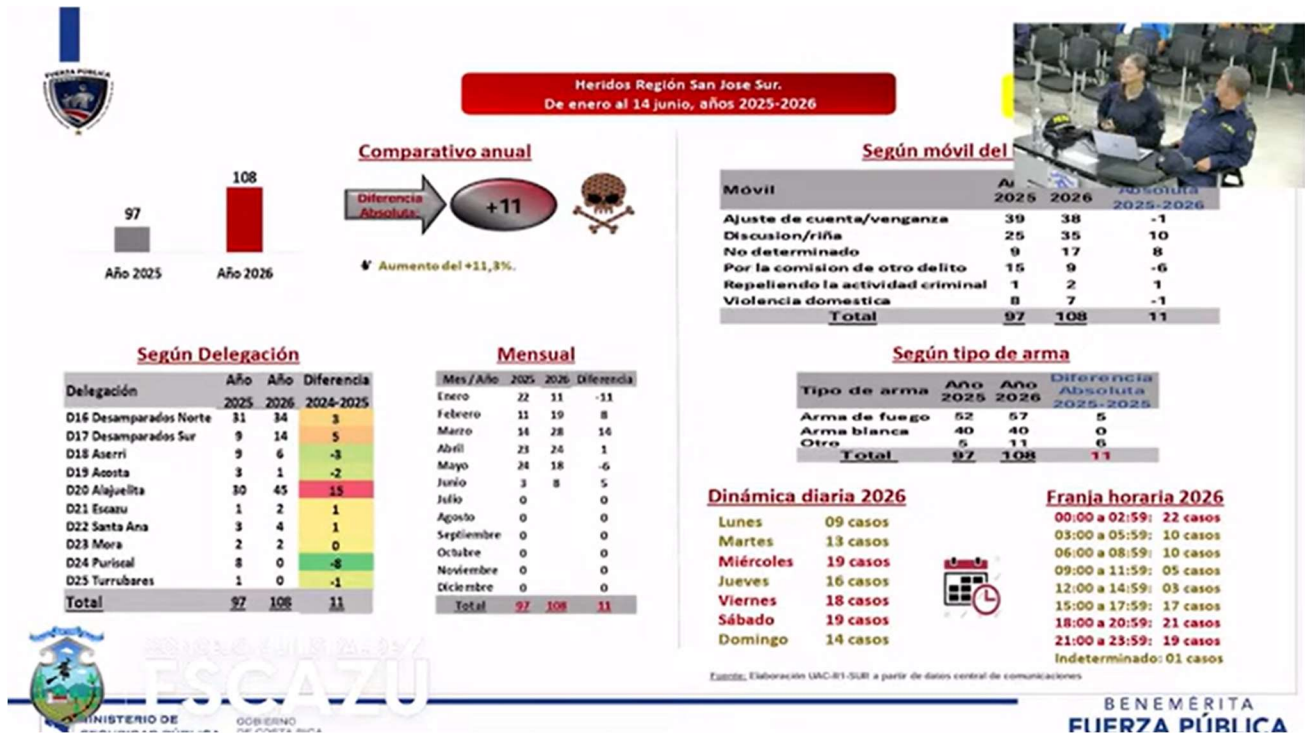 FUERZA PÚBLICA
Heridos Región San Jose Sur.
De enero al 14 junio, años 2025-2026
Comparativo anual
97
108
Año 2025
Año 2026
Diferencia
Absoluta:
+11
Aumento del +11,3%.
Según Delegación
Delegación Año 2025 Año 2026 Diferencia 2024-2025
D16 Desamparados Norte 31 34 3
D17 Desamparados Sur 9 14 5
D18 Aserri 9 6 -3
D19 Acosta 3 1 -2
D20 Alajuelita 30 45 15
D21 Escazu 1 2 1
D22 Santa Ana 3 4 1
D23 Mora 2 2 0
D24 Puriscal 8 0 -8
D25 Turrubares 1 0 -1
Total 97 108 11
Mensual
Mes / Año 2025 2026 Diferencia
Enero 22 11 -11
Febrero 11 19 8
Marzo 14 28 14
Abril 23 24 1
Mayo 24 18 -6
Junio 3 8 5
Julio 0 0
Agosto 0 0
Septiembre 0 0
Octubre 0 0
Noviembre 0 0
Diciembre 0 0
Total 97 108 11
Según móvil del
Móvil 2025 2026 Absoluta 2025-2026
Ajuste de cuenta/venganza 39 38 -1
Discusion/riña 25 35 10
No determinado 9 17 8
Por la comision de otro delito 15 9 -6
Repeliendo la actividad criminal 1 2 1
Violencia domestica 8 7 -1
Total 97 108 11
Según tipo de arma
Tipo de arma Año 2025 Año 2026 Diferencia Absoluta 2025-2025
Arma de fuego 52 57 5
Arma blanca 40 40 0
Otro 5 11 6
Total 97 108 11
Dinámica diaria 2026
Lunes 09 casos
Martes 13 casos
Miércoles 19 casos
Jueves 16 casos
Viernes 18 casos
Sábado 19 casos
Domingo 14 casos
Franja horaria 2026
00:00 a 02:59: 22 casos
03:00 a 05:59: 10 casos
06:00 a 08:59: 10 casos
09:00 a 11:59: 05 casos
12:00 a 14:59: 03 casos
15:00 a 17:59: 17 casos
18:00 a 20:59: 21 casos
21:00 a 23:59: 19 casos
Indeterminado: 01 casos
Fuente: Elaboración UAC-R1-SUR a partir de datos central de comunicaciones
ESCAZÚ
MINISTERIO DE
SEGURIDAD PÚBLICA
GOBIERNO
DE COSTA RICA
BENEMÉRITA
FUERZA PÚBLICA